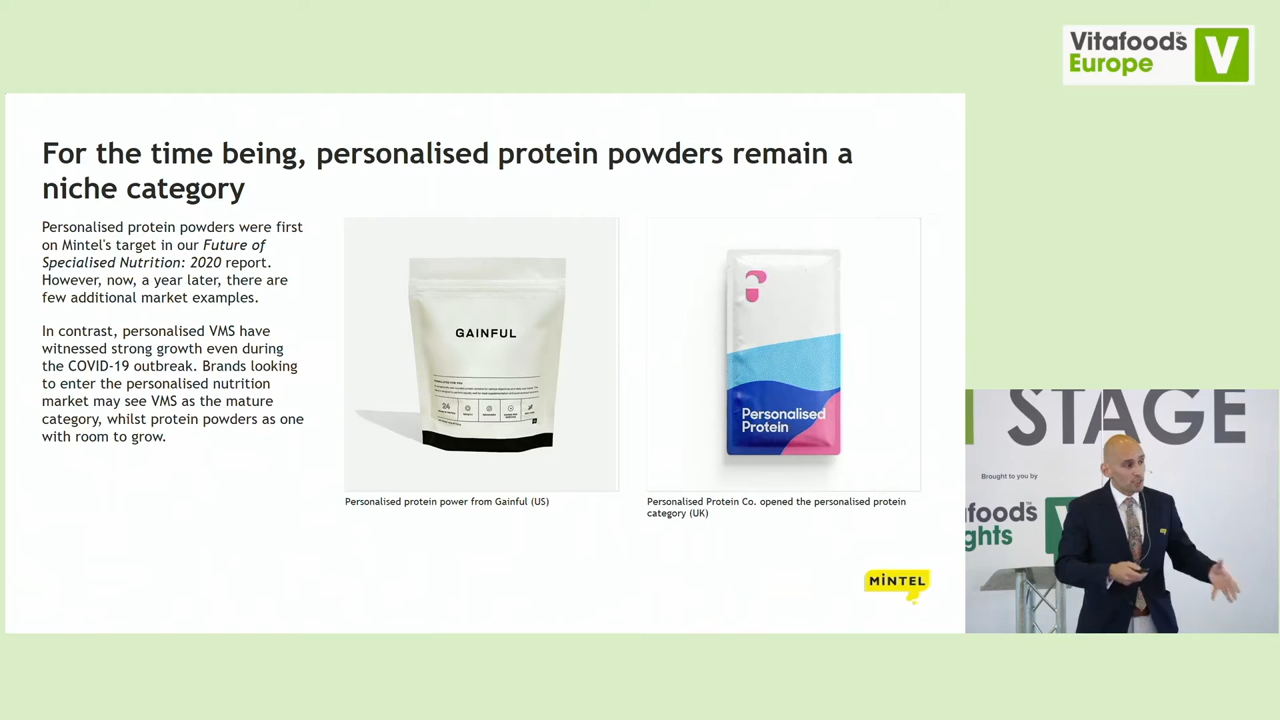 Vitafoods
Europe
V
For the time being, personalised protein powders remain a
niche category
Personalised protein powders were first
on Mintel's target in our Future of
Specialised Nutrition: 2020 report.
However, now, a year later, there are
few additional market examples.
In contrast, personalised VMS have
witnessed strong growth even during
the COVID-19 outbreak. Brands looking
to enter the personalised nutrition
market may see VMS as the mature
category, whilst protein powders as one
with room to grow.
GAINFUL
24
Personalised protein power from Gainful (US)
Personalised
Protein
Personalised Protein Co. opened the personalised protein
category (UK)
MINTEL
STAGE
Brought to you by
afoods
ghts